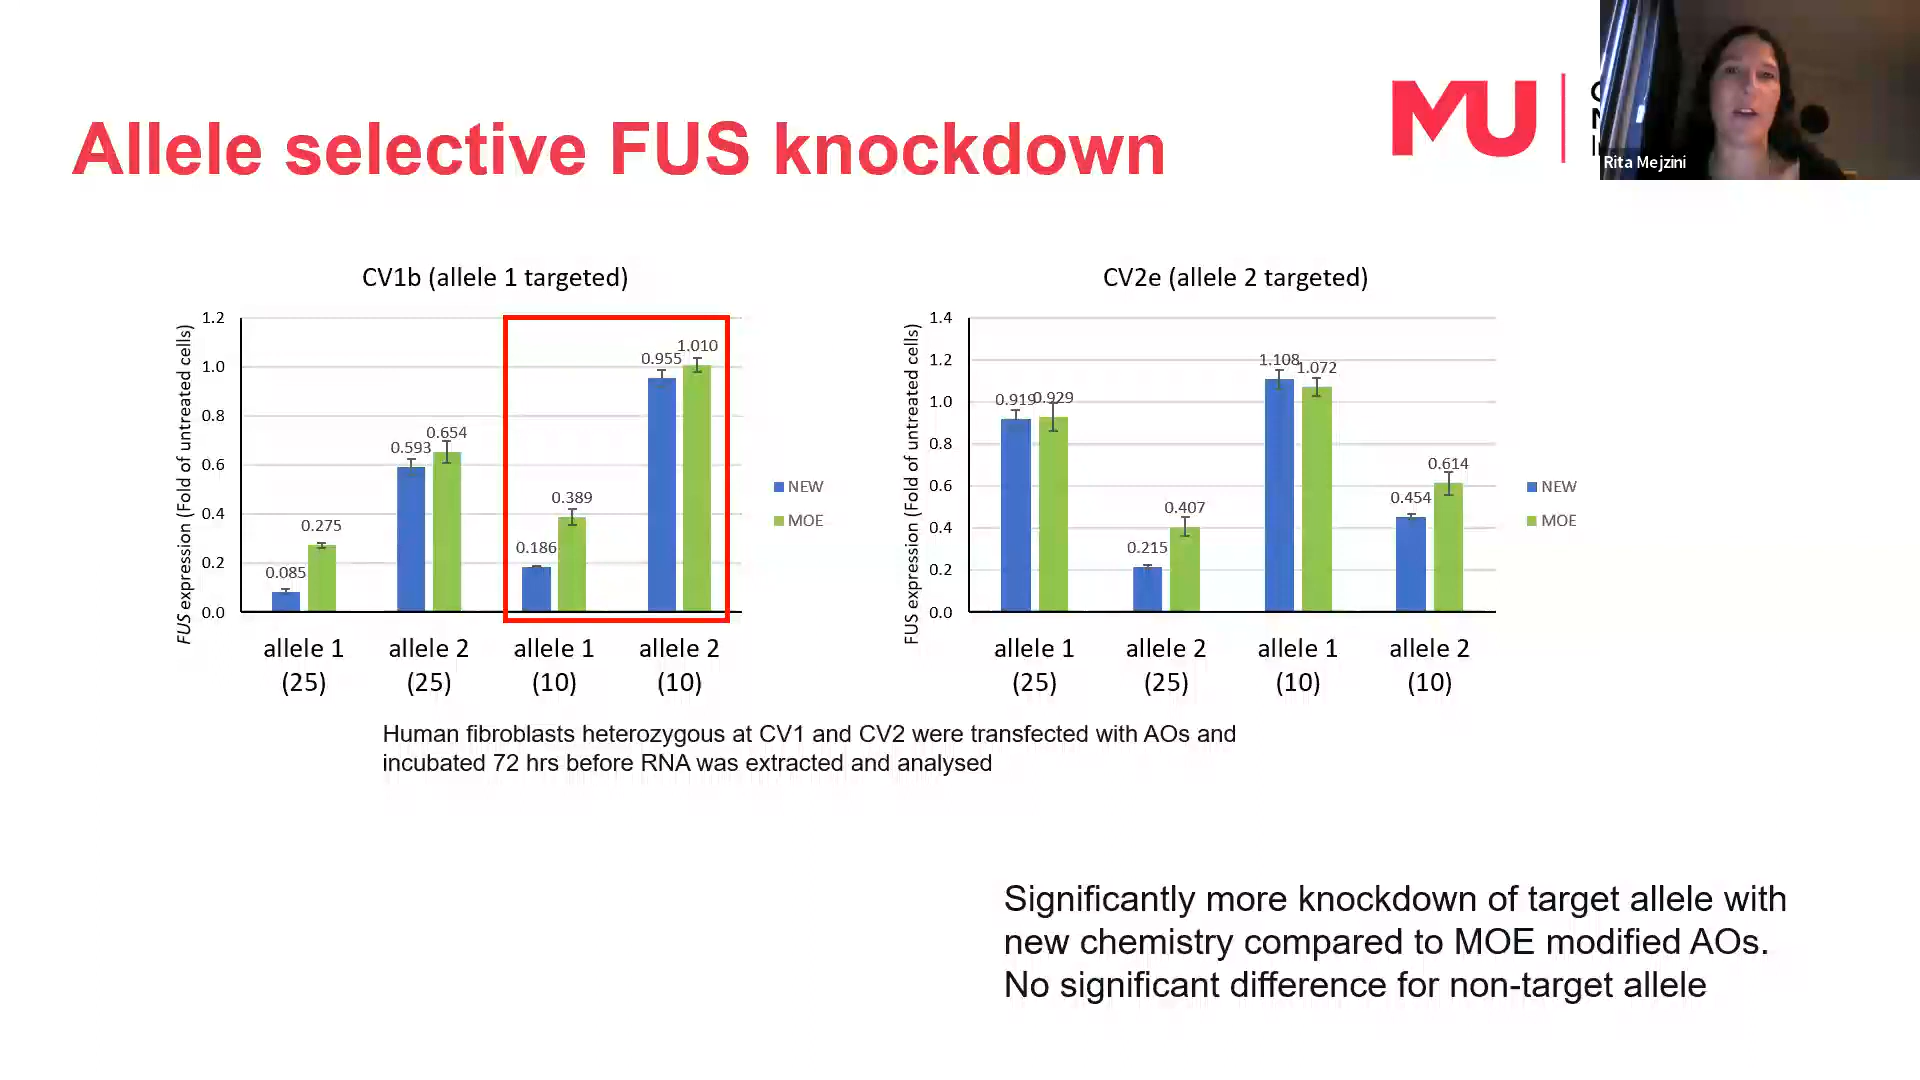 Allele selective FUS knockdown
MU
Rita Mejzini
CV1b (allele 1 targeted)
FUS expression (Fold of untreated cells)
1.2
1.0
0.8
0.6
0.4
0.2
0.0
0.085
0.275
0.593
0.654
0.186
0.389
0.955
1.010
allele 1 allele 2 allele 1 allele 2
(25) (25) (10) (10)
NEW
MOE
CV2e (allele 2 targeted)
FUS expression (Fold of untreated cells)
1.4
1.2
1.0
0.8
0.6
0.4
0.2
0.0
0.919
0.929
0.215
0.407
1.108
1.072
0.454
0.614
allele 1 allele 2 allele 1 allele 2
(25) (25) (10) (10)
NEW
MOE
Human fibroblasts heterozygous at CV1 and CV2 were transfected with AOs and
incubated 72 hrs before RNA was extracted and analysed
Significantly more knockdown of target allele with
new chemistry compared to MOE modified AOs.
No significant difference for non-target allele